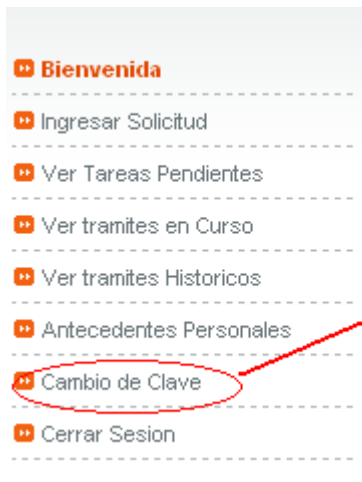 Bienvenida
Ingresar Solicitud
Ver Tareas Pendientes
Ver tramites en Curso
Ver tramites Historicos
Antecedentes Personales
Cambio de Clave
Cerrar Sesion